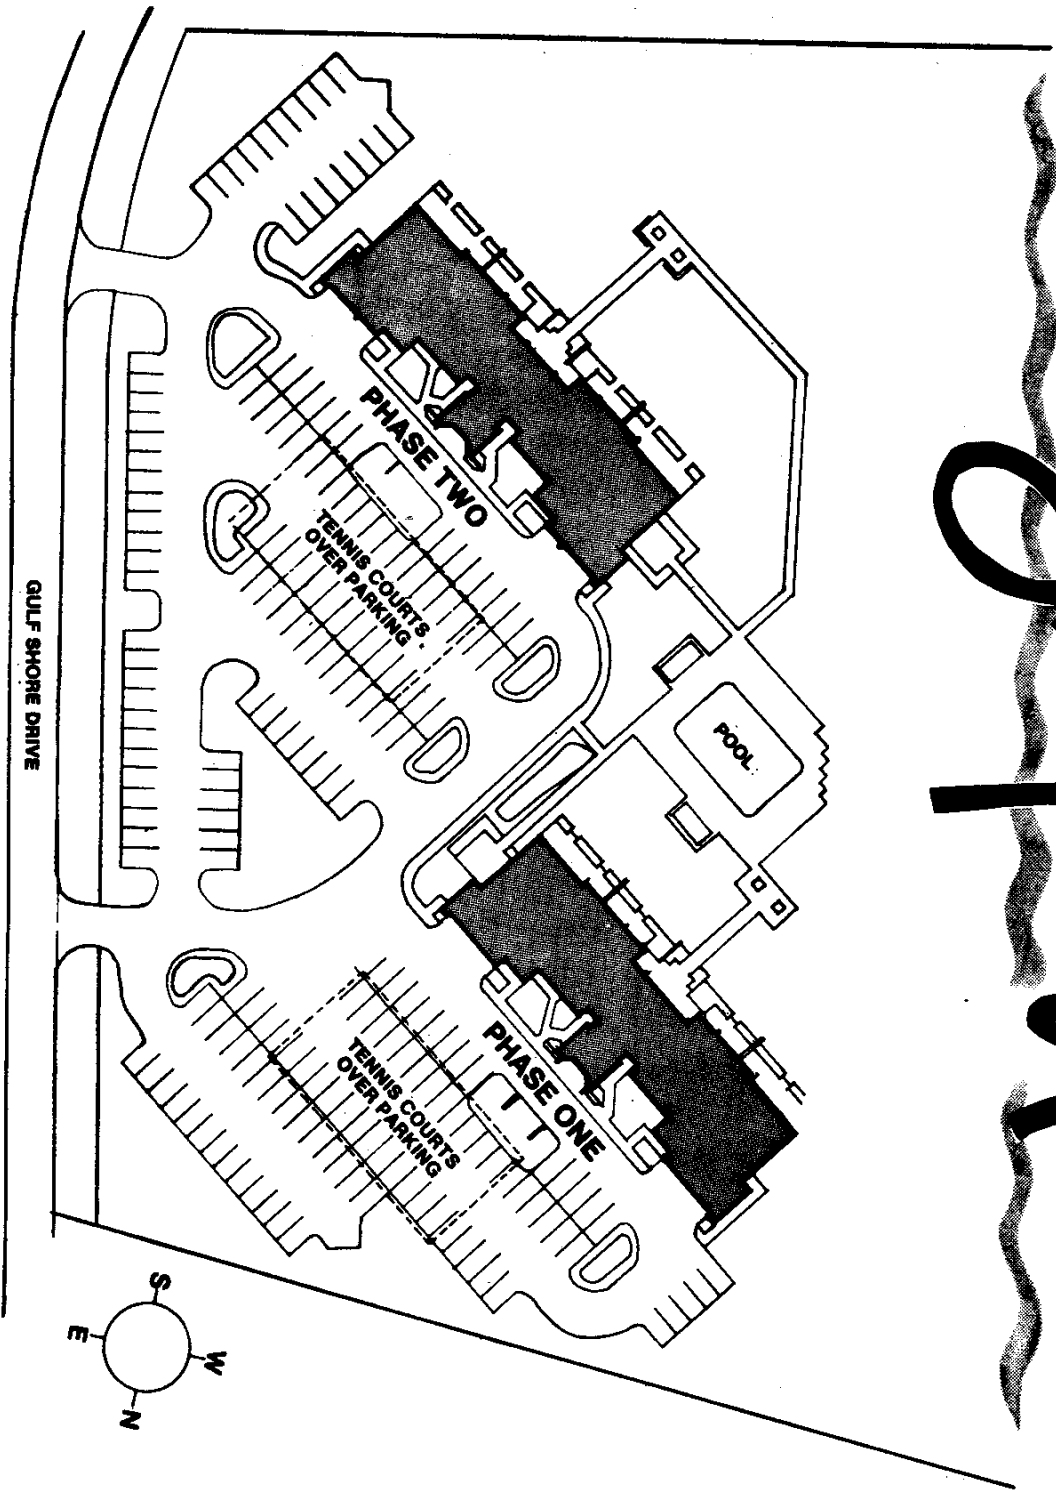 PHASE TWO
TENNIS COURTS
OVER PARKING
GULF SHORE DRIVE
POOL
PHASE ONE
TENNIS COURTS
OVER PARKING
S
E
W
N